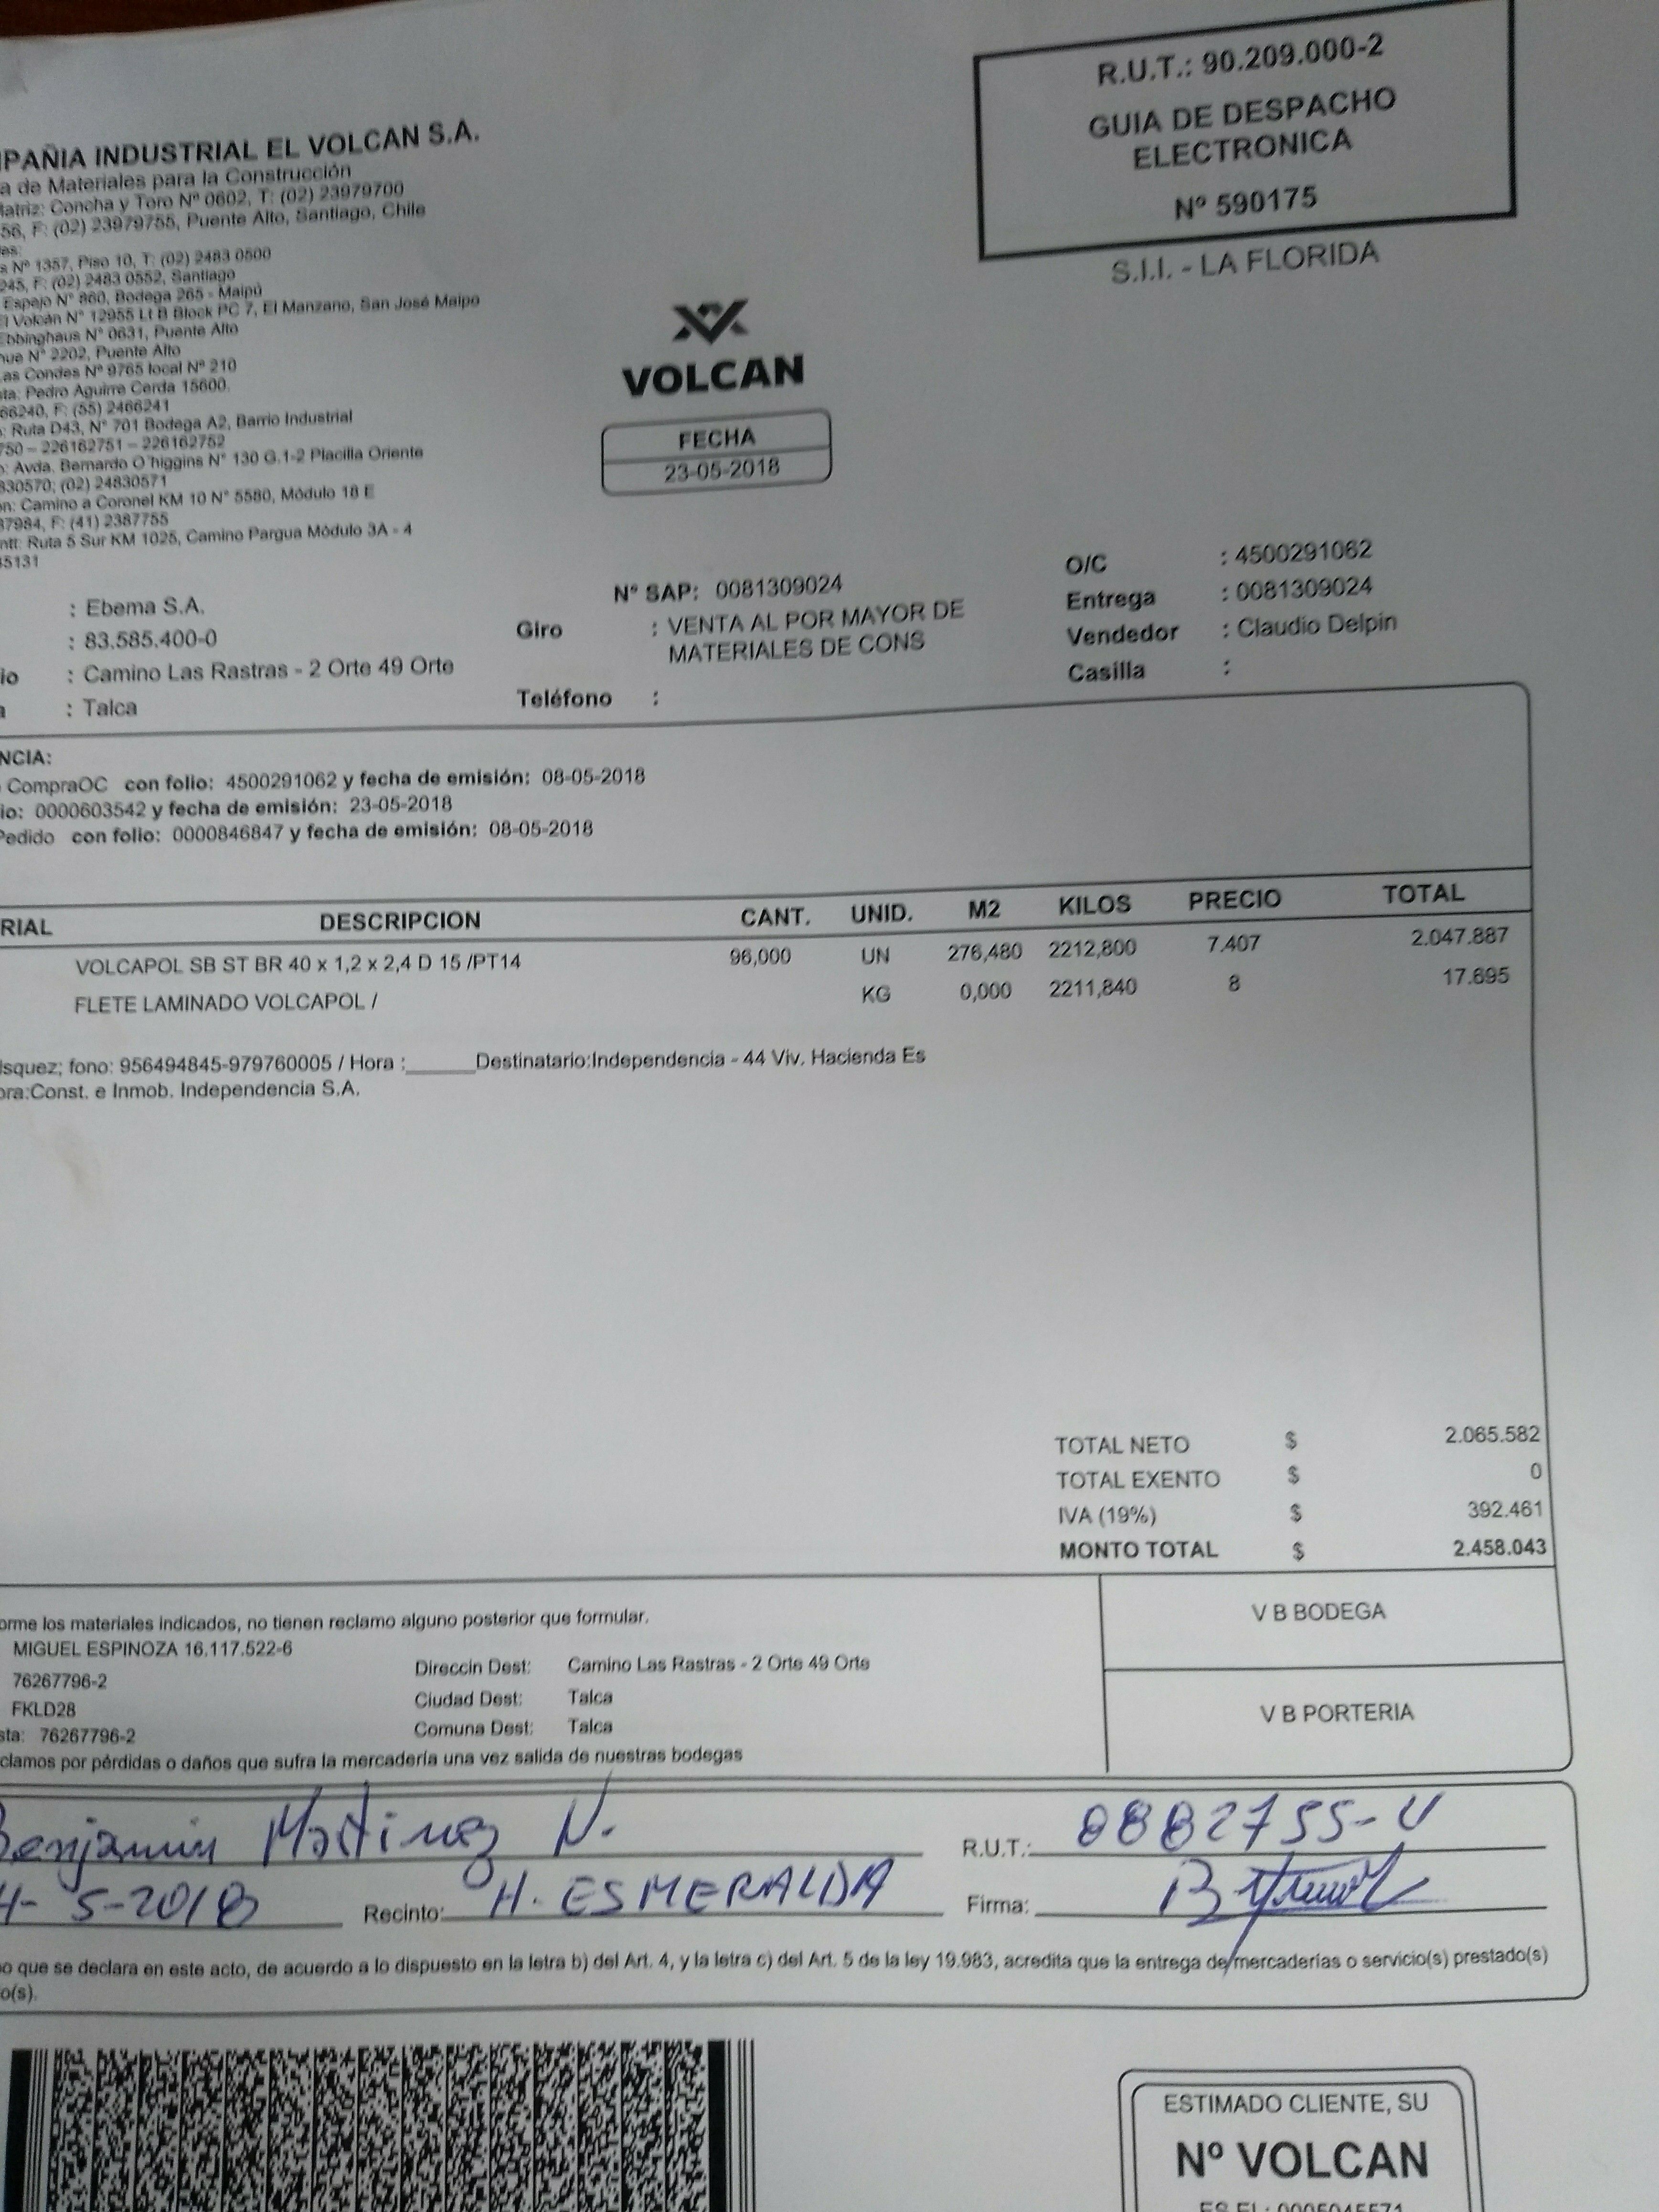 R.U.T.: 90.209.000-2
GUIA DE DESPACHO
ELECTRONICA
Nº 590175
S.I.I. - LA FLORIDA
PAÑIA INDUSTRIAL EL VOLCAN S.A.
a de Materiales para la Construcción
atriz: Concha y Toro Nº 0602, T: (02) 23979700
56, F: (02) 23979755, Puente Alto, Santiago, Chile
es:
s Nº 1357, Piso 10, T: (02) 2483 0500
245, F: (02) 2483 0552, Santiago
Espejo N° 860, Bodega 265 - Maipú
El Volcán N° 12955 Lt B Block PC 7, El Manzano, San José Maipo
Ebbinghaus N° 0631, Puente Alto
nue N° 2202, Puente Alto
as Condes Nº 9765 local Nº 210
ta: Pedro Aguirre Cerda 15600.
66240, F: (55) 2466241
: Ruta D43, N° 701 Bodega A2, Barrio Industrial
750 – 226162751 – 226162752
o: Avda. Bernardo O'higgins N° 130 G.1-2 Placilla Oriente
830570; (02) 24830571
n: Camino a Coronel KM 10 N° 5580, Módulo 18 E
87984, F: (41) 2387755
ntt: Ruta 5 Sur KM 1025, Camino Pargua Módulo 3A - 4
5131
VOLCAN
FECHA
23-05-2018
: Ebema S.A.
: 83.585.400-0
io : Camino Las Rastras - 2 Orte 49 Orte
a : Talca
N° SAP: 0081309024
Giro : VENTA AL POR MAYOR DE
MATERIALES DE CONS
Teléfono :
O/C : 4500291062
Entrega : 0081309024
Vendedor : Claudio Delpin
Casilla :
NCIA:
CompraOC con folio: 4500291062 y fecha de emisión: 08-05-2018
io: 0000603542 y fecha de emisión: 23-05-2018
Pedido con folio: 0000846847 y fecha de emisión: 08-05-2018
RIAL DESCRIPCION CANT. UNID. M2 KILOS PRECIO TOTAL
VOLCAPOL SB ST BR 40 x 1,2 x 2,4 D 15 /PT14 96,000 UN 276,480 2212,800 7.407 2.047.887
FLETE LAMINADO VOLCAPOL / KG 0,000 2211,840 8 17.695
squez; fono: 956494845-979760005 / Hora :______Destinatario:Independencia - 44 Viv. Hacienda Es
ora:Const. e Inmob. Independencia S.A.
TOTAL NETO $ 2.065.582
TOTAL EXENTO $ 0
IVA (19%) $ 392.461
MONTO TOTAL $ 2.458.043
orme los materiales indicados, no tienen reclamo alguno posterior que formular.
MIGUEL ESPINOZA 16.117.522-6
76267796-2
FKLD28
sta: 76267796-2
Direccin Dest: Camino Las Rastras - 2 Orte 49 Orte
Ciudad Dest: Talca
Comuna Dest: Talca
clamos por pérdidas o daños que sufra la mercadería una vez salida de nuestras bodegas
V B BODEGA
V B PORTERIA
Benjamin Martinez N.
R.U.T.: 8882755-U
4- 5-2018 Recinto: H. ESMERALDA Firma:
o que se declara en este acto, de acuerdo a lo dispuesto en la letra b) del Art. 4, y la letra c) del Art. 5 de la ley 19.983, acredita que la entrega de mercaderías o servicio(s) prestado(s)
o(s).
ESTIMADO CLIENTE, SU
Nº VOLCAN
ES EL: 0005045571